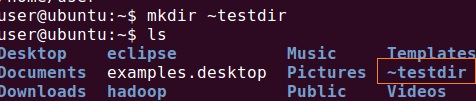 user@ubuntu:~$ mkdir ~testdir
user@ubuntu:~$ ls
Desktop eclipse Music Templates
Documents examples.desktop Pictures ~testdir
Downloads hadoop Public Videos